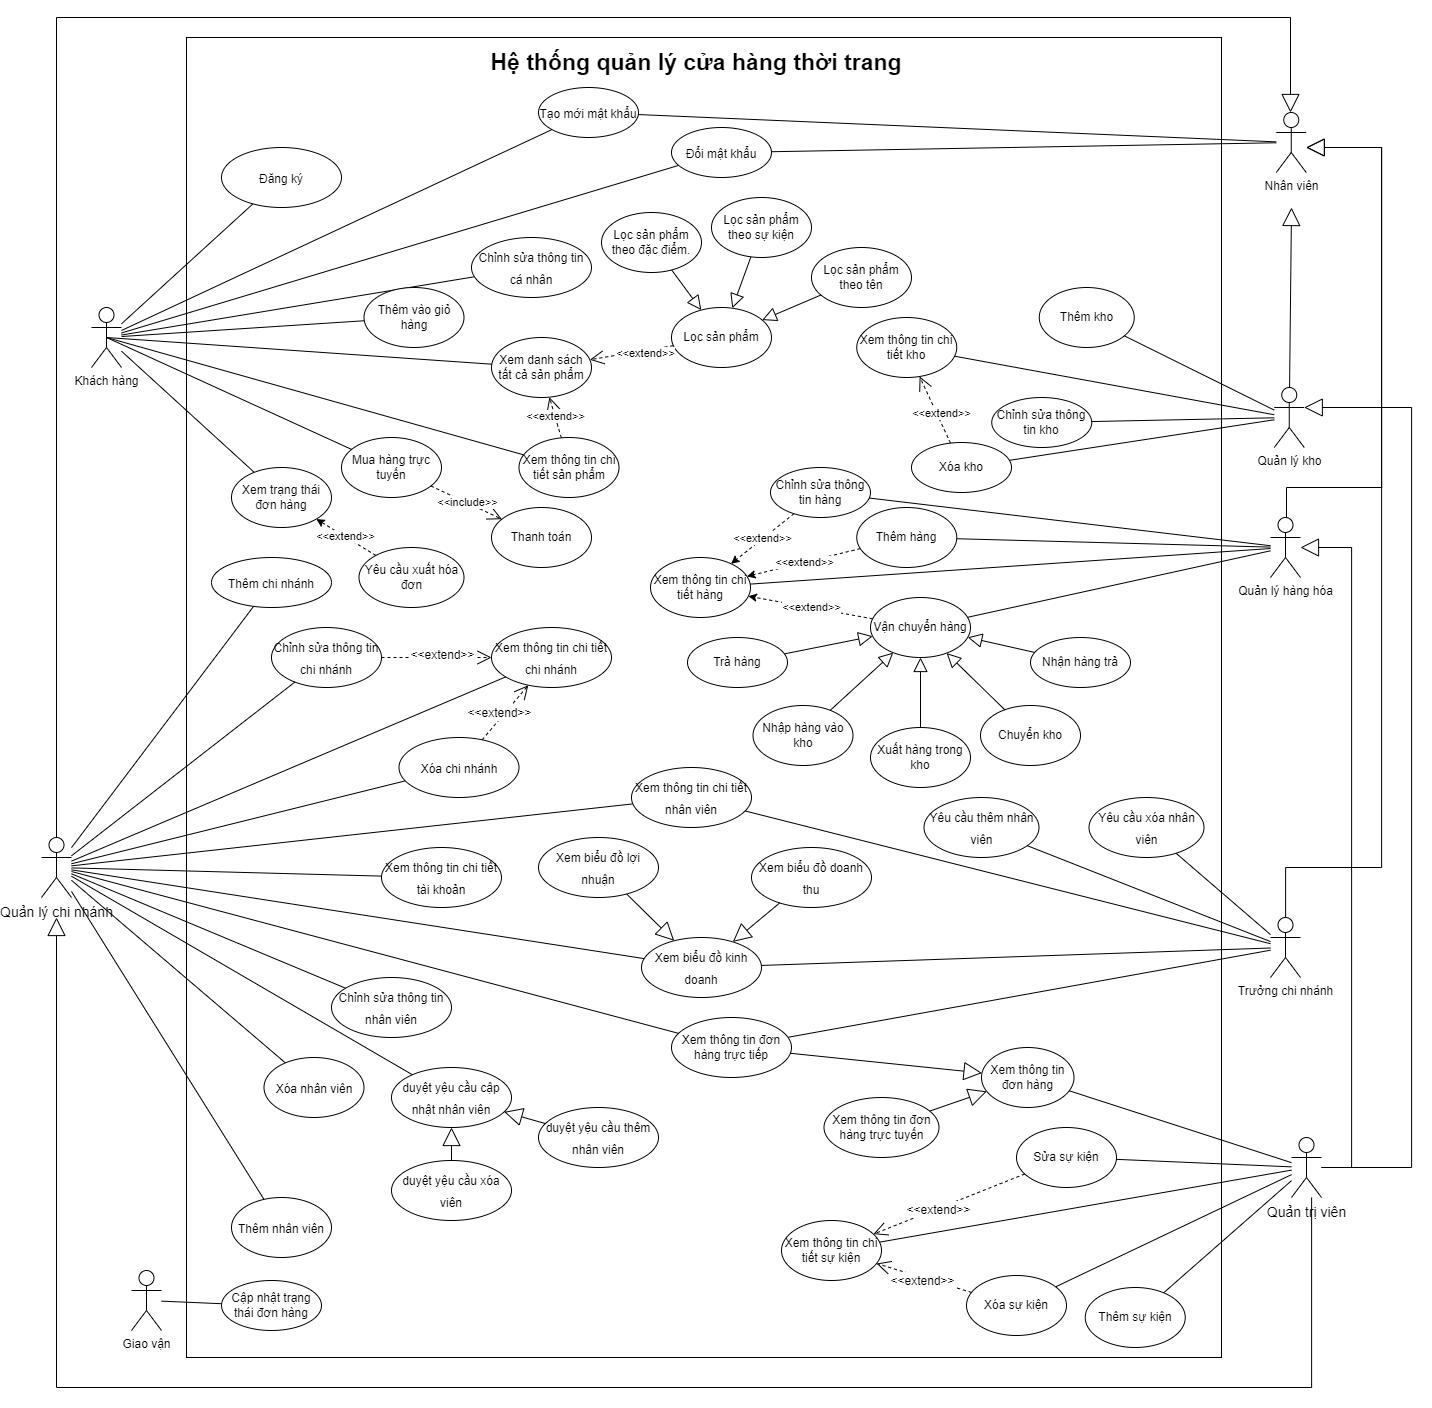 Hệ thống quản lý cửa hàng thời trang
Tạo mới mật khẩu
Đổi mật khẩu
Đăng ký
Nhân viên
Lọc sản phẩm
theo đặc điểm.
Lọc sản phẩm
theo sự kiện
Lọc sản phẩm
theo tên
Chỉnh sửa thông tin
cá nhân
Thêm vào giỏ
hàng
Khách hàng
Lọc sản phẩm
<<extend>>
Xem danh sách
tất cả sản phẩm
<<extend>>
Xem thông tin chi
tiết sản phẩm
Thêm kho
Xem thông tin chi
tiết kho
<<extend>>
Chỉnh sửa thông
tin kho
Xóa kho
Quản lý kho
Mua hàng trực
tuyến
<<include>>
Thanh toán
Xem trạng thái
đơn hàng
<<extend>>
Yêu cầu xuất hóa
đơn
Chỉnh sửa thông
tin hàng
<<extend>>
Thêm hàng
<<extend>>
Xem thông tin chi
tiết hàng
<<extend>>
Quản lý hàng hóa
Vận chuyển hàng
Trả hàng
Nhận hàng trả
Nhập hàng vào
kho
Xuất hàng trong
kho
Chuyển kho
Thêm chi nhánh
Chỉnh sửa thông tin
chi nhánh
<<extend>>
Xem thông tin chi tiết
chi nhánh
<<extend>>
Xóa chi nhánh
Xem thông tin chi tiết
nhân viên
Yêu cầu thêm nhân
viên
Yêu cầu xóa nhân
viên
Xem biểu đồ lợi
nhuận
Xem biểu đồ doanh
thu
Xem thông tin chi tiết
tài khoản
Quản lý chi nhánh
Xem biểu đồ kinh
doanh
Trưởng chi nhánh
Chỉnh sửa thông tin
nhân viên
Xem thông tin đơn
hàng trực tiếp
Xem thông tin
đơn hàng
Xóa nhân viên
duyệt yêu cầu cập
nhật nhân viên
duyệt yêu cầu thêm
nhân viên
Xem thông tin đơn
hàng trực tuyến
duyệt yêu cầu xóa
viên
Sửa sự kiện
<<extend>>
Quản trị viên
Thêm nhân viên
Xem thông tin chi
tiết sự kiện
<<extend>>
Xóa sự kiện
Thêm sự kiện
Cập nhật trạng
thái đơn hàng
Giao vận